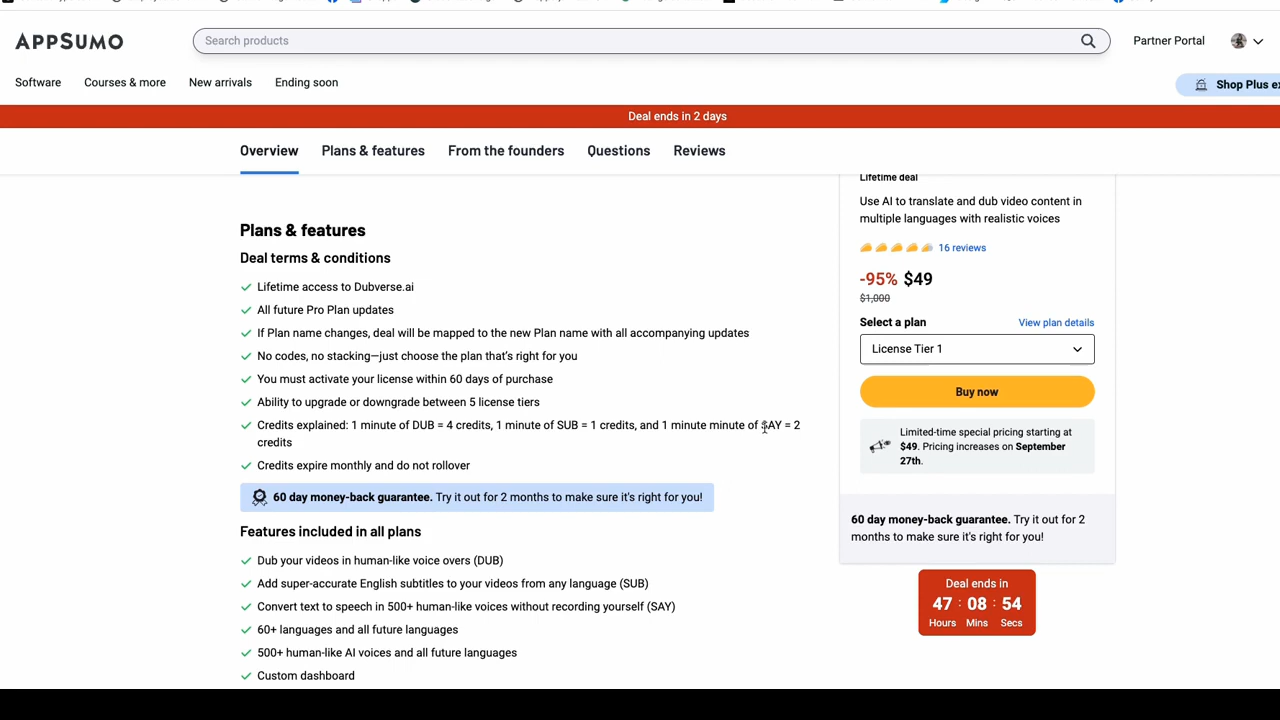 APPSUMO
Search products
Partner Portal
Software
Courses & more
New arrivals
Ending soon
Shop Plus ex
Deal ends in 2 days
Overview
Plans & features
From the founders
Questions
Reviews
Plans & features
Deal terms & conditions
Lifetime access to Dubverse.ai
All future Pro Plan updates
If Plan name changes, deal will be mapped to the new Plan name with all accompanying updates
No codes, no stacking—just choose the plan that's right for you
You must activate your license within 60 days of purchase
Ability to upgrade or downgrade between 5 license tiers
Credits explained: 1 minute of DUB = 4 credits, 1 minute of SUB = 1 credits, and 1 minute minute of SAY = 2
credits
Credits expire monthly and do not rollover
60 day money-back guarantee. Try it out for 2 months to make sure it's right for you!
Features included in all plans
Dub your videos in human-like voice overs (DUB)
Add super-accurate English subtitles to your videos from any language (SUB)
Convert text to speech in 500+ human-like voices without recording yourself (SAY)
60+ languages and all future languages
500+ human-like AI voices and all future languages
Custom dashboard
Lifetime deal
Use AI to translate and dub video content in
multiple languages with realistic voices
16 reviews
-95% $49
$1,000
Select a plan
View plan details
License Tier 1
Buy now
Limited-time special pricing starting at
$49. Pricing increases on September
27th.
60 day money-back guarantee. Try it out for 2
months to make sure it's right for you!
Deal ends in
47 : 08 : 54
Hours Mins Secs